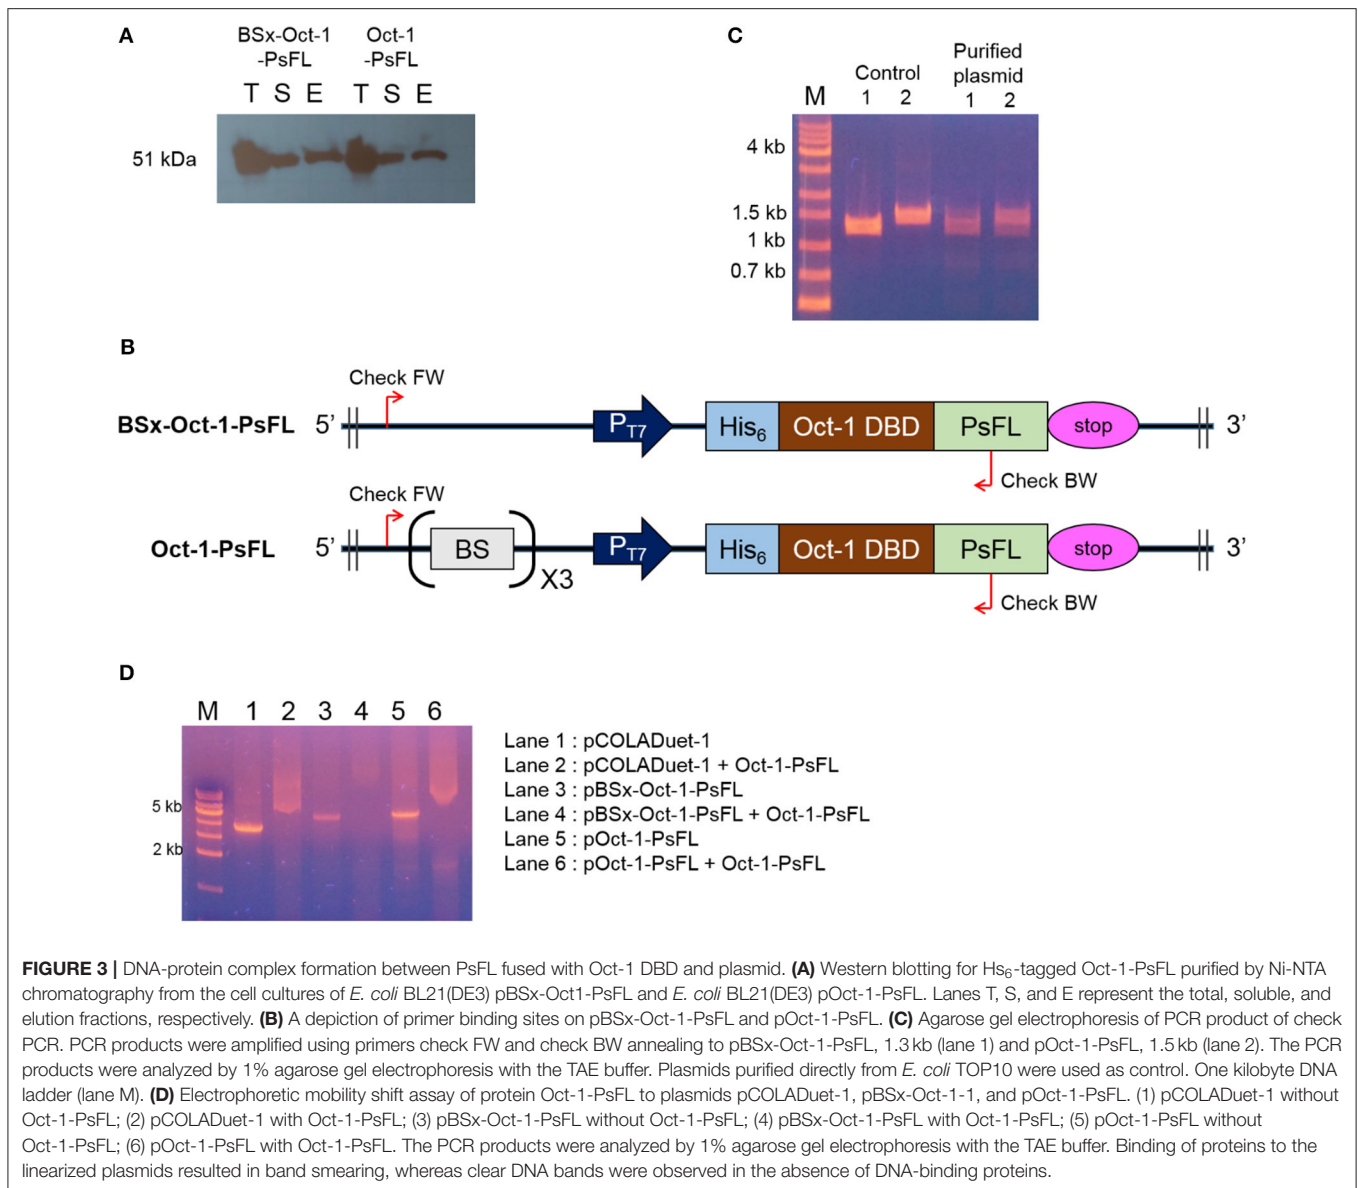 A
BSx-Oct-1
-PsFL
Oct-1
-PsFL
T S E T S E
51 kDa
C
Control
Purified
plasmid
M 1 2 1 2
4 kb
1.5 kb
1 kb
0.7 kb
B
Check FW
BSx-Oct-1-PsFL 5’ PT7 His6 Oct-1 DBD PsFL stop 3’
Check BW
Check FW
Oct-1-PsFL 5’ BS X3 PT7 His6 Oct-1 DBD PsFL stop 3’
Check BW
D
M 1 2 3 4 5 6
5 kb
2 kb
Lane 1 : pCOLADuet-1
Lane 2 : pCOLADuet-1 + Oct-1-PsFL
Lane 3 : pBSx-Oct-1-PsFL
Lane 4 : pBSx-Oct-1-PsFL + Oct-1-PsFL
Lane 5 : pOct-1-PsFL
Lane 6 : pOct-1-PsFL + Oct-1-PsFL
FIGURE 3 | DNA-protein complex formation between PsFL fused with Oct-1 DBD and plasmid. (A) Western blotting for Hs6-tagged Oct-1-PsFL purified by Ni-NTA
chromatography from the cell cultures of E. coli BL21(DE3) pBSx-Oct1-PsFL and E. coli BL21(DE3) pOct-1-PsFL. Lanes T, S, and E represent the total, soluble, and
elution fractions, respectively. (B) A depiction of primer binding sites on pBSx-Oct-1-PsFL and pOct-1-PsFL. (C) Agarose gel electrophoresis of PCR product of check
PCR. PCR products were amplified using primers check FW and check BW annealing to pBSx-Oct-1-PsFL, 1.3 kb (lane 1) and pOct-1-PsFL, 1.5 kb (lane 2). The PCR
products were analyzed by 1% agarose gel electrophoresis with the TAE buffer. Plasmids purified directly from E. coli TOP10 were used as control. One kilobyte DNA
ladder (lane M). (D) Electrophoretic mobility shift assay of protein Oct-1-PsFL to plasmids pCOLADuet-1, pBSx-Oct-1-1, and pOct-1-PsFL. (1) pCOLADuet-1 without
Oct-1-PsFL; (2) pCOLADuet-1 with Oct-1-PsFL; (3) pBSx-Oct-1-PsFL without Oct-1-PsFL; (4) pBSx-Oct-1-PsFL with Oct-1-PsFL; (5) pOct-1-PsFL without
Oct-1-PsFL; (6) pOct-1-PsFL with Oct-1-PsFL. The PCR products were analyzed by 1% agarose gel electrophoresis with the TAE buffer. Binding of proteins to the
linearized plasmids resulted in band smearing, whereas clear DNA bands were observed in the absence of DNA-binding proteins.